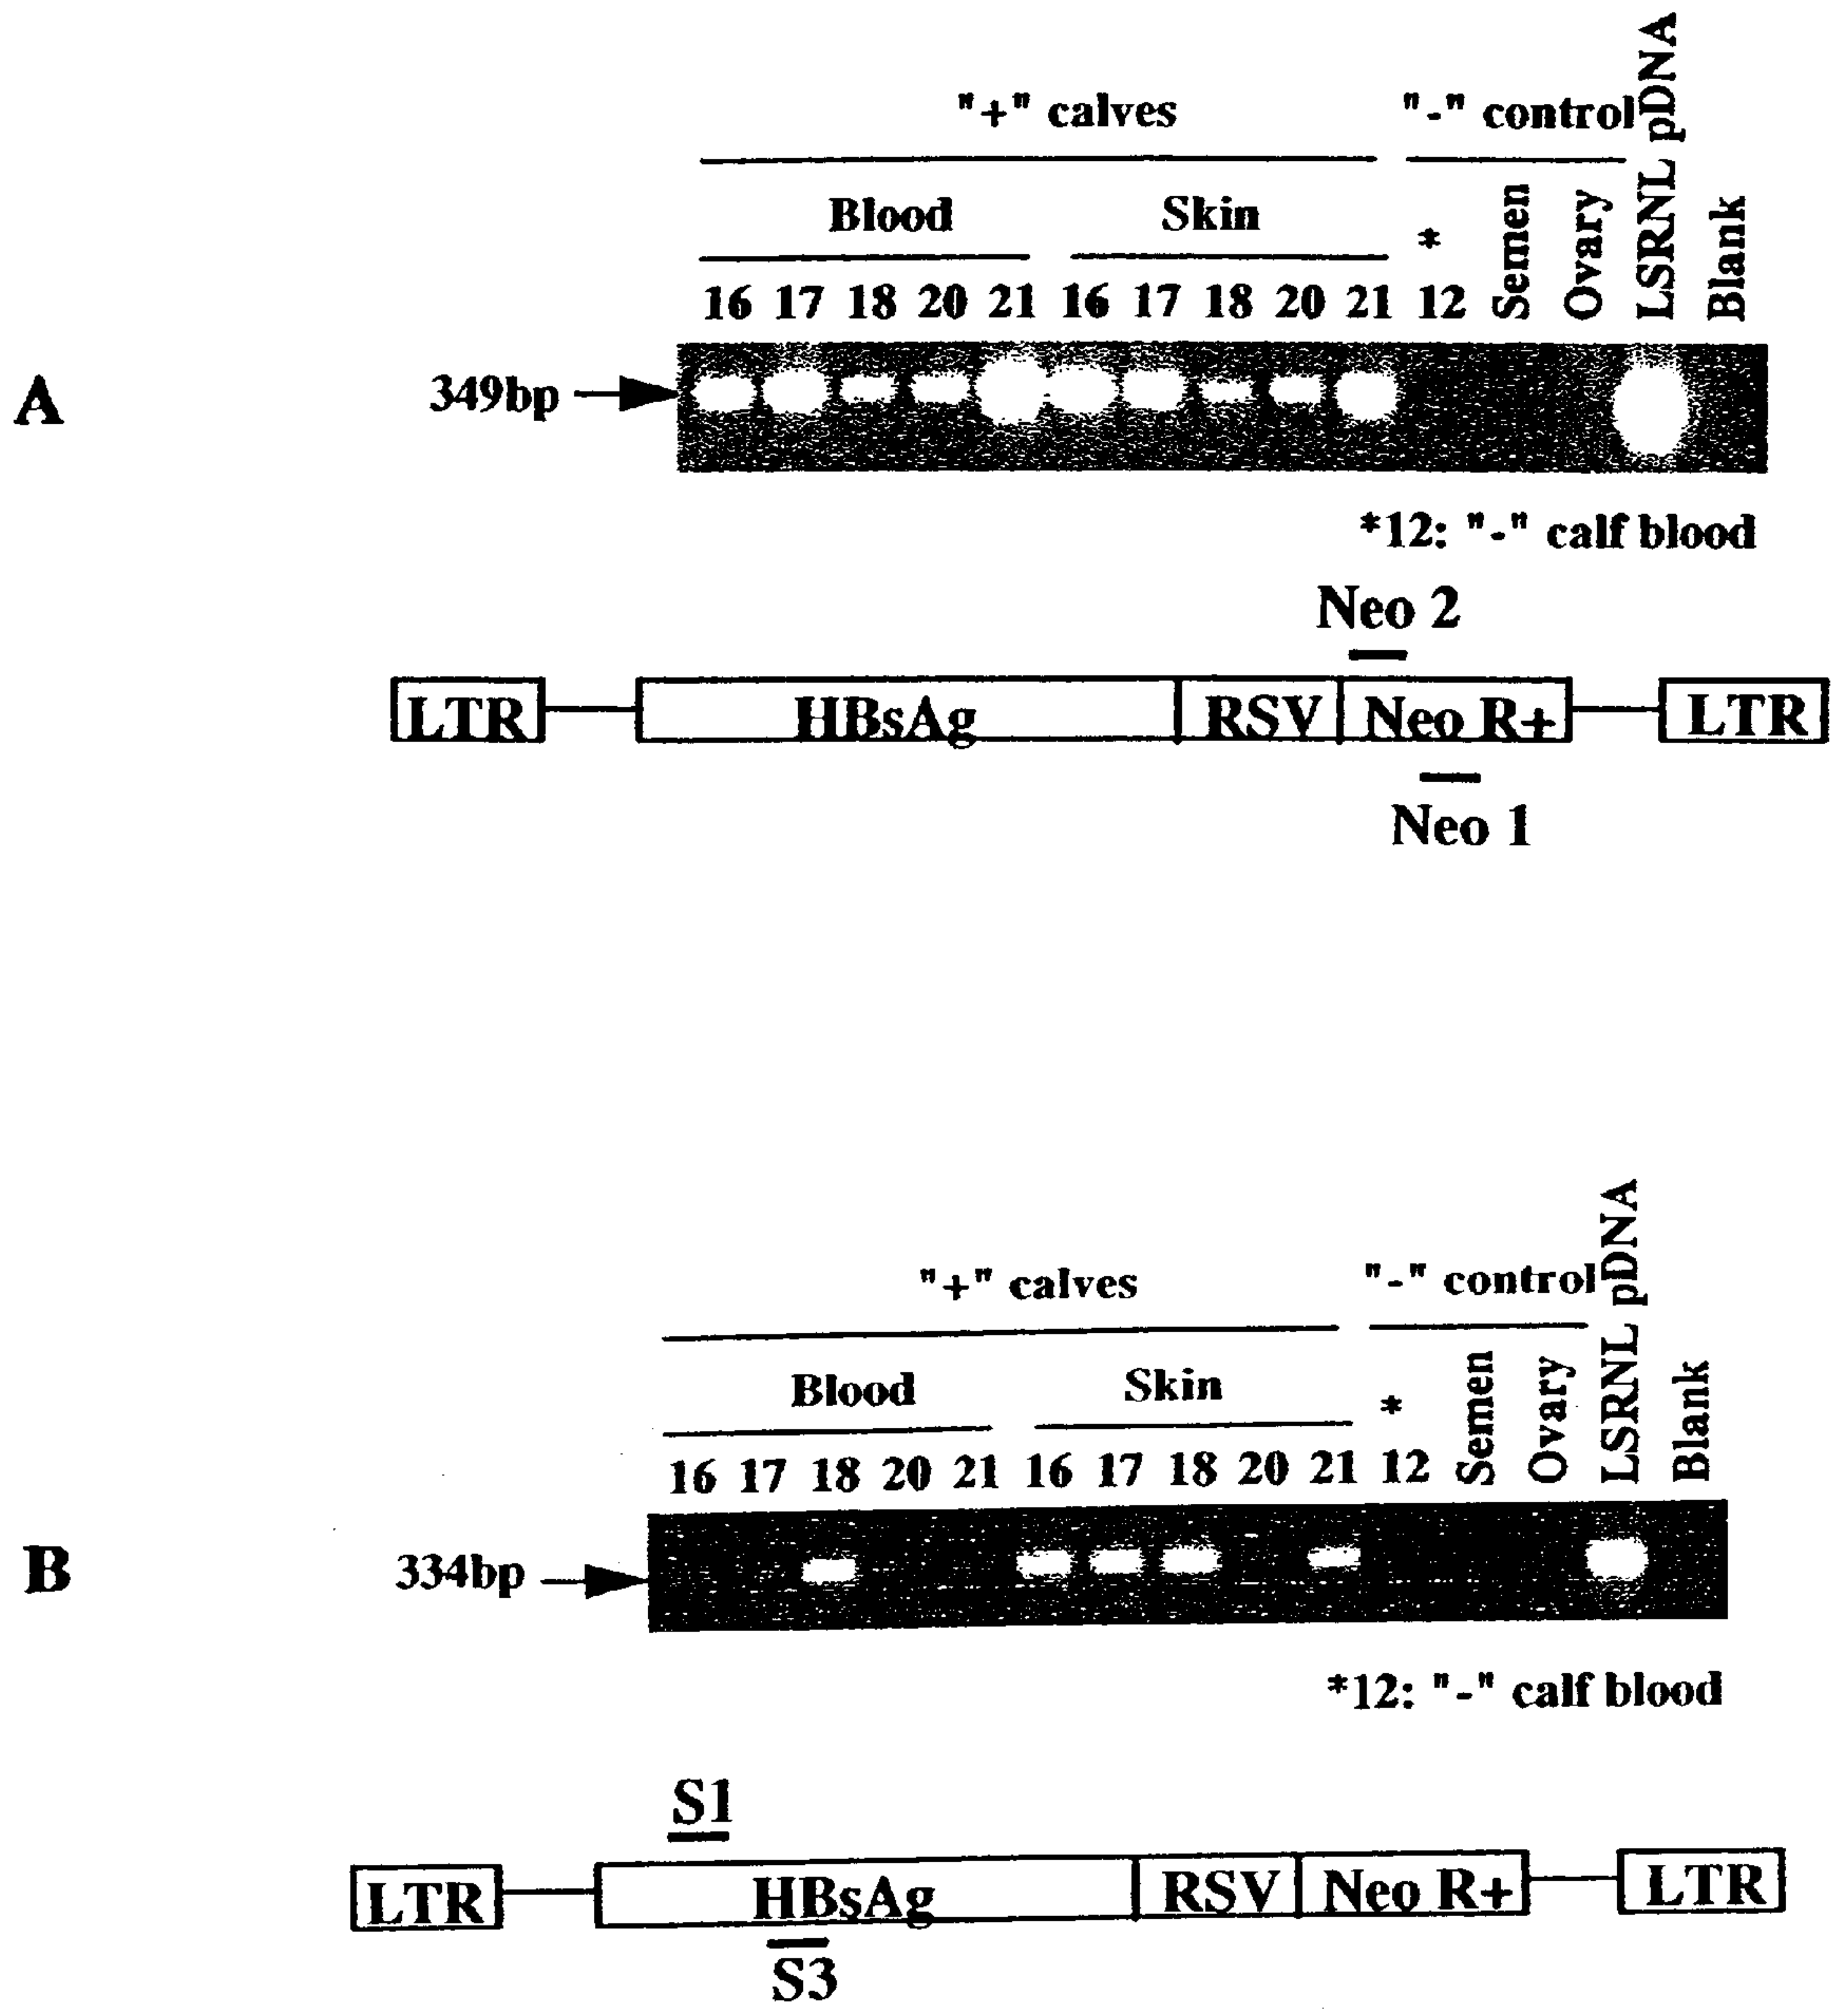 "+" calves
"-" control
LSRNL pDNA
Blood
Skin
*
Semen
Ovary
Blank
16 17 18 20 21 16 17 18 20 21 12
A
349bp
*12: "-" calf blood
Neo 2
LTR
HBsAg
RSV
Neo R+
LTR
Neo 1
"+" calves
"-" control
LSRNL pDNA
Blood
Skin
*
Semen
Ovary
Blank
16 17 18 20 21 16 17 18 20 21 12
B
334bp
*12: "-" calf blood
S1
LTR
HBsAg
RSV
Neo R+
LTR
S3